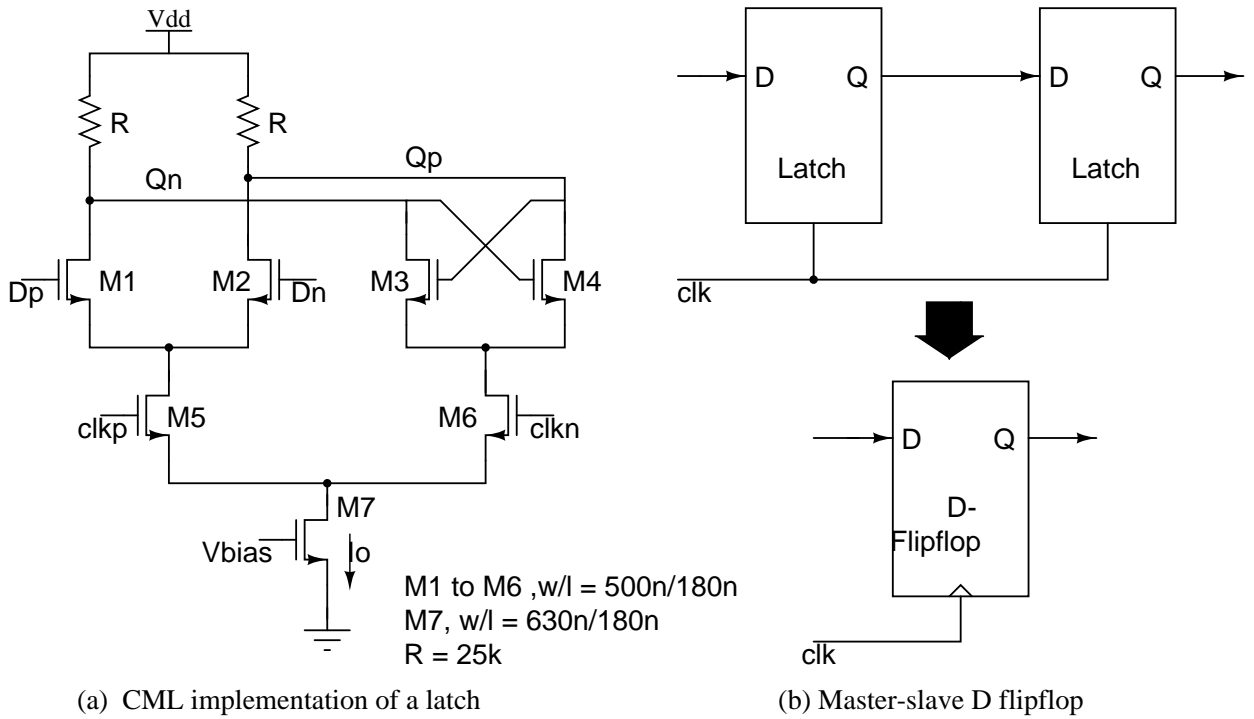 Vdd
R
R
Qp
Qn
M1
M2
M3
M4
Dp
Dn
M5
M6
clkp
clkn
M7
Vbias
Io
M1 to M6 ,w/l = 500n/180n
M7, w/l = 630n/180n
R = 25k
(a) CML implementation of a latch
D
Q
Latch
D
Q
Latch
clk
D
Q
D-
Flipflop
clk
(b) Master-slave D flipflop